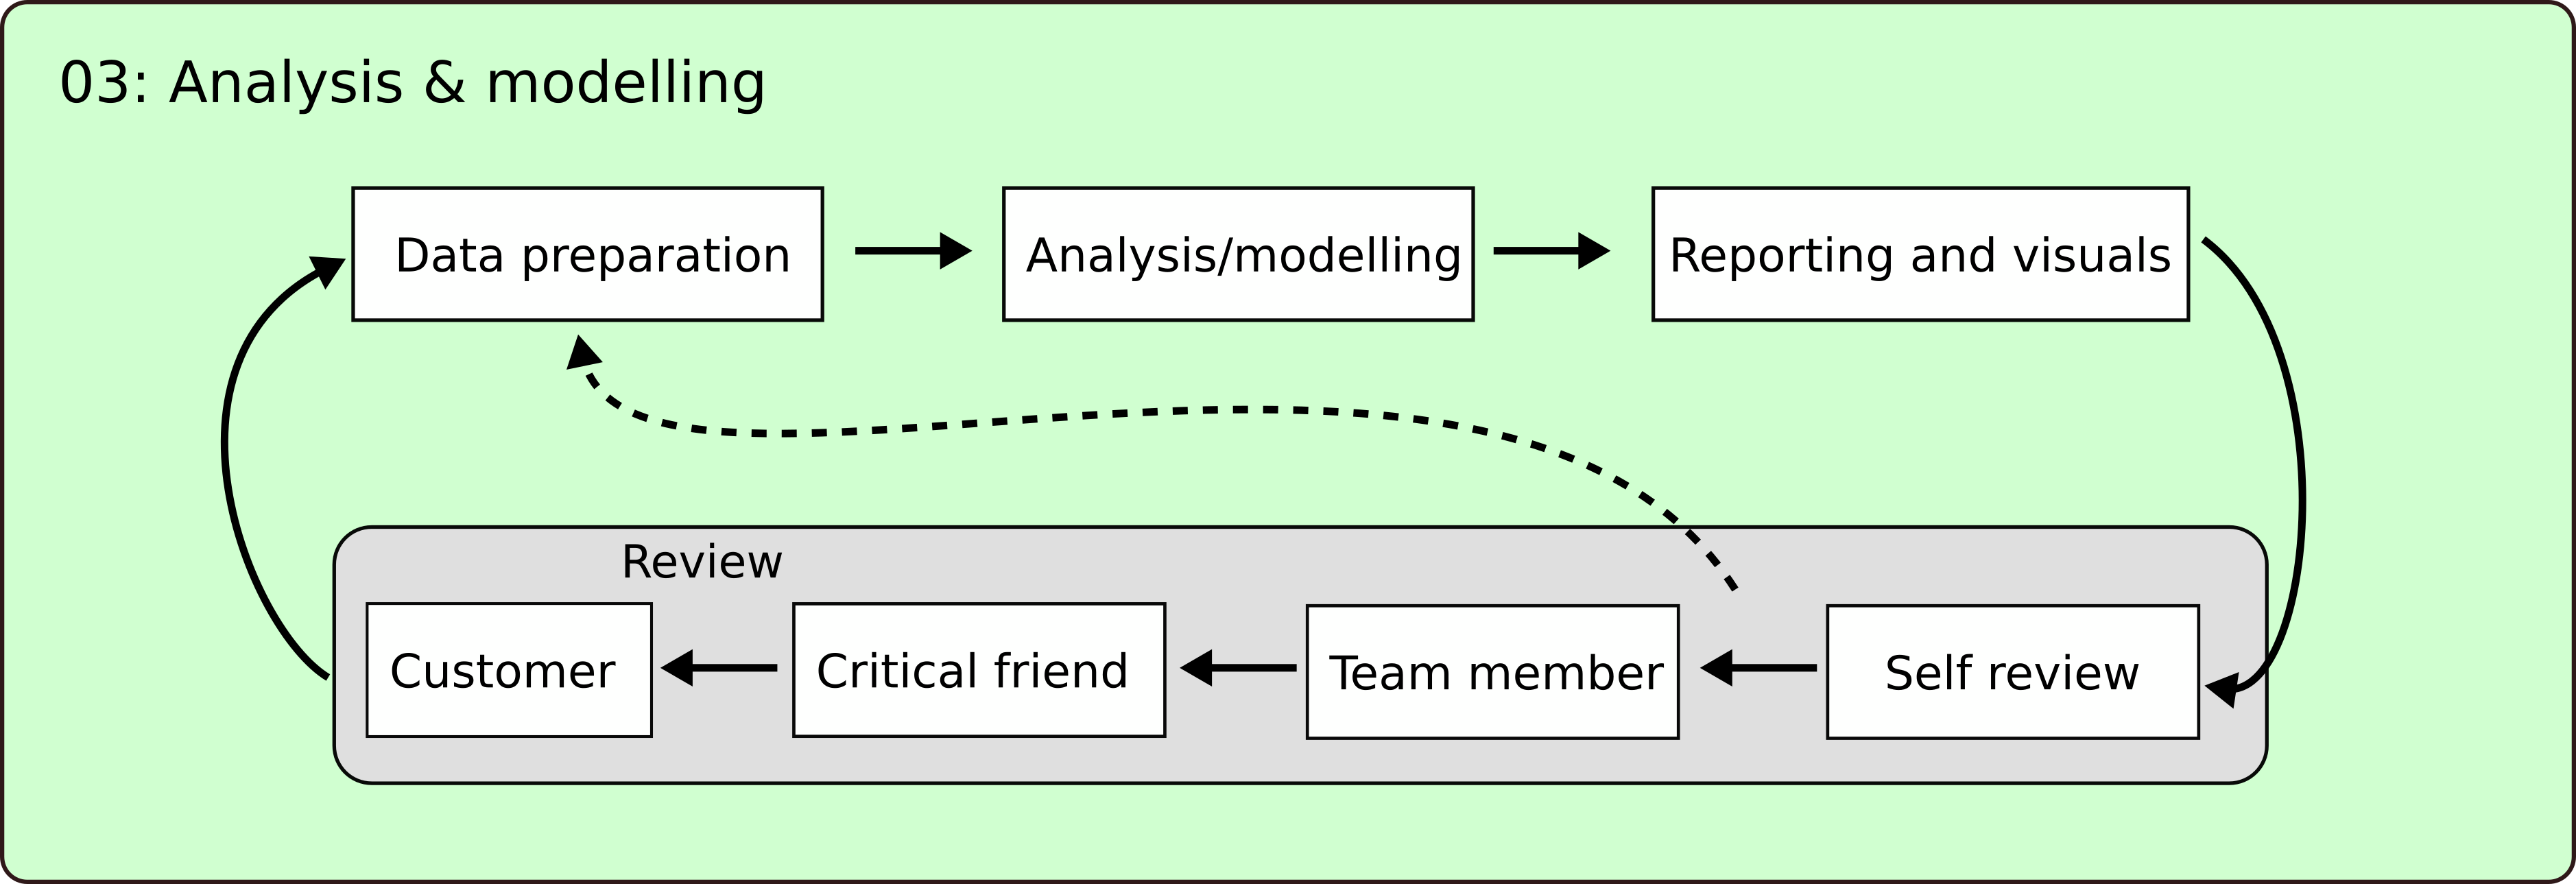 03: Analysis & modelling
Data preparation
Analysis/modelling
Reporting and visuals
Review
Customer
Critical friend
Team member
Self review